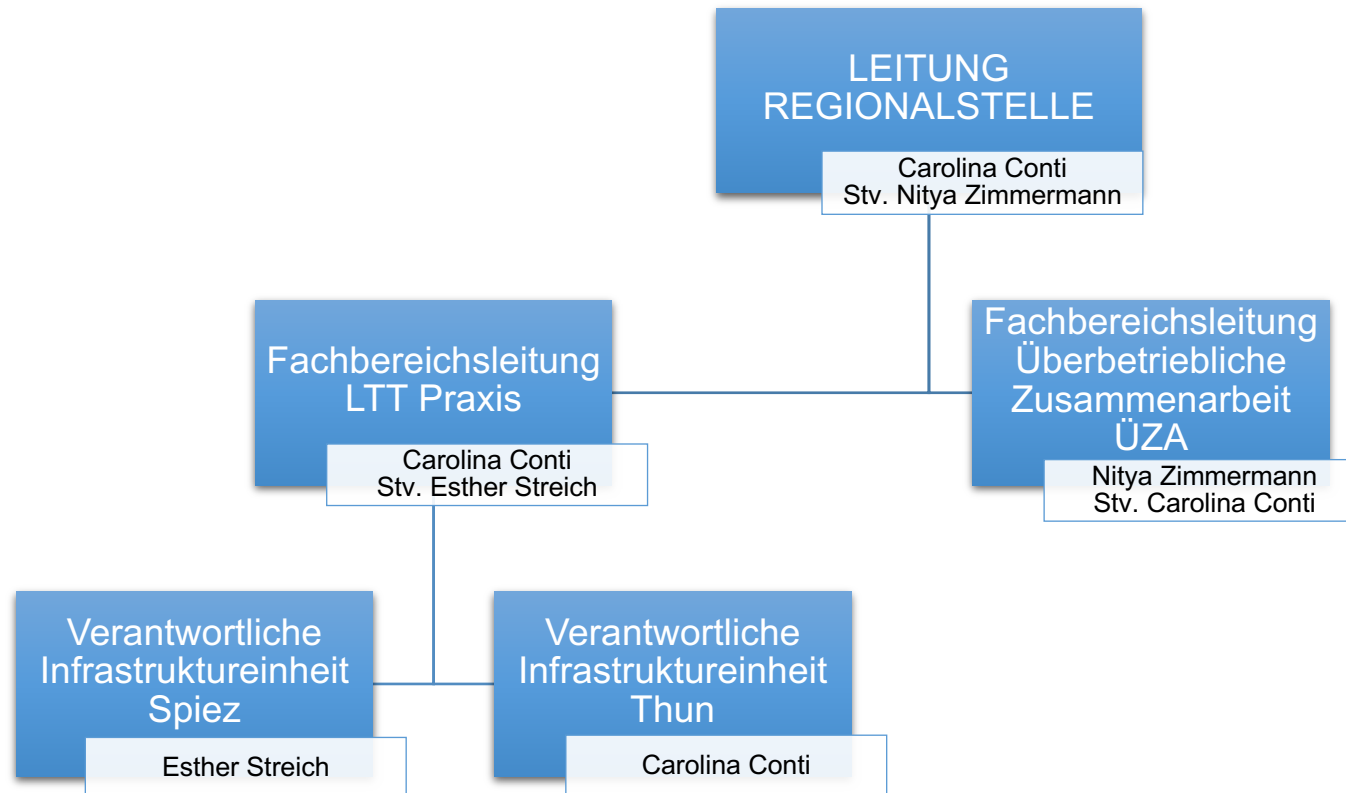 LEITUNG
REGIONALSTELLE
Carolina Conti
Stv. Nitya Zimmermann
Fachbereichsleitung
LTT Praxis
Carolina Conti
Stv. Esther Streich
Fachbereichsleitung
Überbetriebliche
Zusammenarbeit
ÜZA
Nitya Zimmermann
Stv. Carolina Conti
Verantwortliche
Infrastruktureinheit
Spiez
Esther Streich
Verantwortliche
Infrastruktureinheit
Thun
Carolina Conti